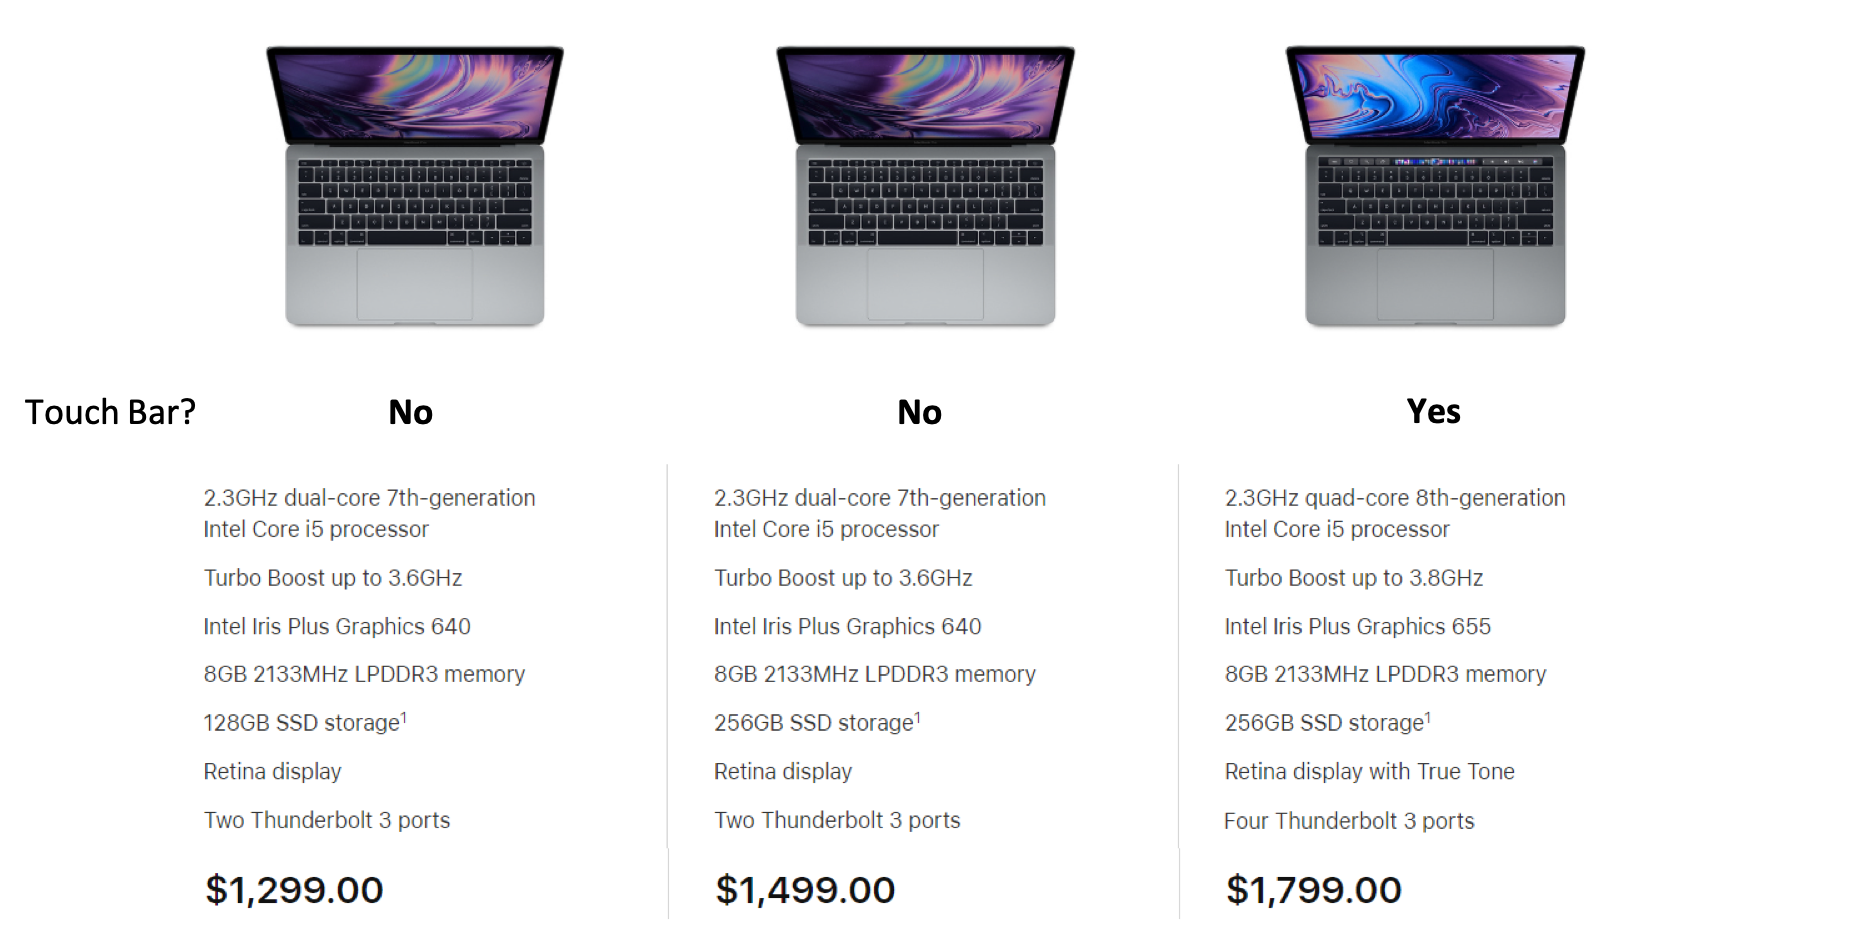 Touch Bar? No No Yes
2.3GHz dual-core 7th-generation
Intel Core i5 processor
Turbo Boost up to 3.6GHz
Intel Iris Plus Graphics 640
8GB 2133MHz LPDDR3 memory
128GB SSD storage¹
Retina display
Two Thunderbolt 3 ports
$1,299.00
2.3GHz dual-core 7th-generation
Intel Core i5 processor
Turbo Boost up to 3.6GHz
Intel Iris Plus Graphics 640
8GB 2133MHz LPDDR3 memory
256GB SSD storage¹
Retina display
Two Thunderbolt 3 ports
$1,499.00
2.3GHz quad-core 8th-generation
Intel Core i5 processor
Turbo Boost up to 3.8GHz
Intel Iris Plus Graphics 655
8GB 2133MHz LPDDR3 memory
256GB SSD storage¹
Retina display with True Tone
Four Thunderbolt 3 ports
$1,799.00